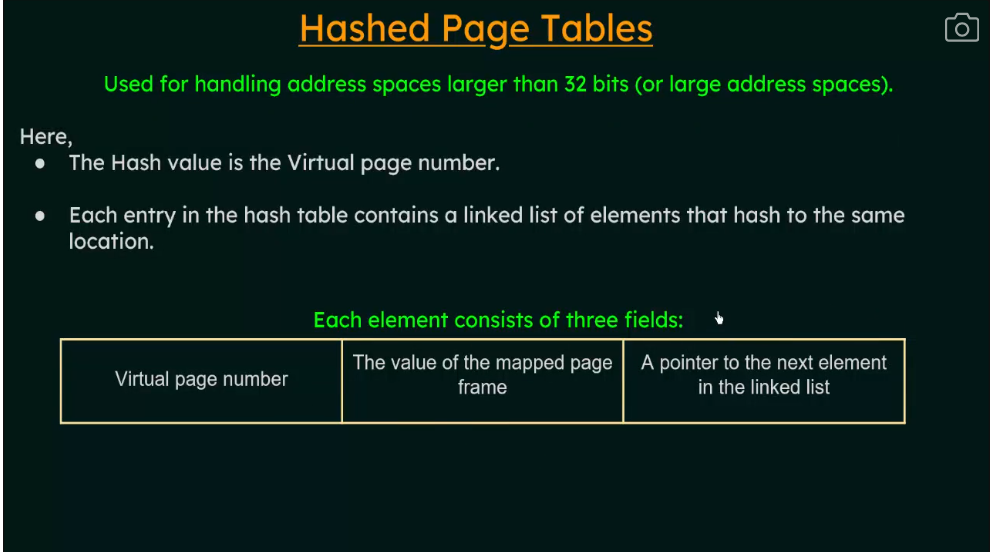 Hashed Page Tables
Used for handling address spaces larger than 32 bits (or large address spaces).
Here,
● The Hash value is the Virtual page number.
● Each entry in the hash table contains a linked list of elements that hash to the same
location.
Each element consists of three fields:
Virtual page number
The value of the mapped page
frame
A pointer to the next element
in the linked list